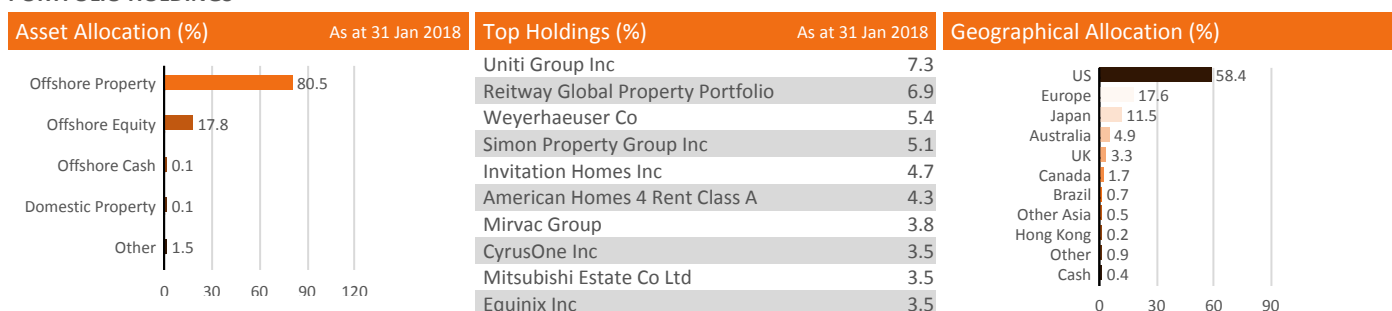 Asset Allocation (%) As at 31 Jan 2018
Offshore Property 80.5
Offshore Equity 17.8
Offshore Cash 0.1
Domestic Property 0.1
Other 1.5
0 30 60 90 120
Top Holdings (%) As at 31 Jan 2018
Uniti Group Inc 7.3
Reitway Global Property Portfolio 6.9
Weyerhaeuser Co 5.4
Simon Property Group Inc 5.1
Invitation Homes Inc 4.7
American Homes 4 Rent Class A 4.3
Mirvac Group 3.8
CyrusOne Inc 3.5
Mitsubishi Estate Co Ltd 3.5
Equinix Inc 3.5
Geographical Allocation (%)
US 58.4
Europe 17.6
Japan 11.5
Australia 4.9
UK 3.3
Canada 1.7
Brazil 0.7
Other Asia 0.5
Hong Kong 0.2
Other 0.9
Cash 0.4
0 30 60 90